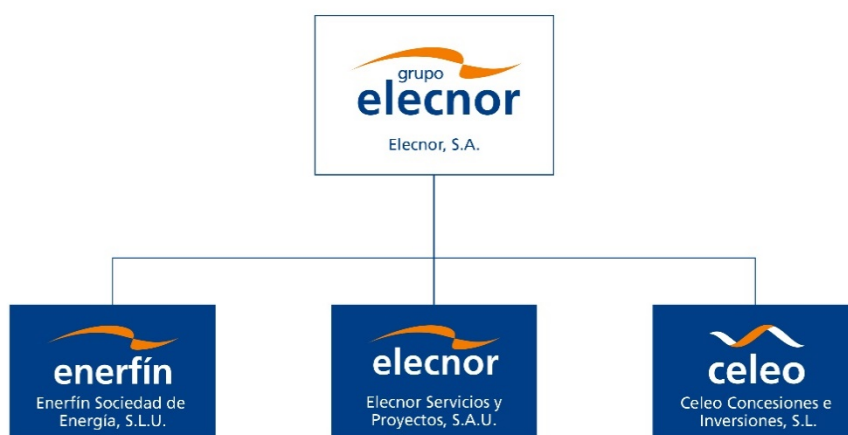 grupo
elecnor
Elecnor, S.A.
enerfín
Enerfín Sociedad de
Energía, S.L.U.
elecnor
Elecnor Servicios y
Proyectos, S.A.U.
celeo
Celeo Concesiones e
Inversiones, S.L.